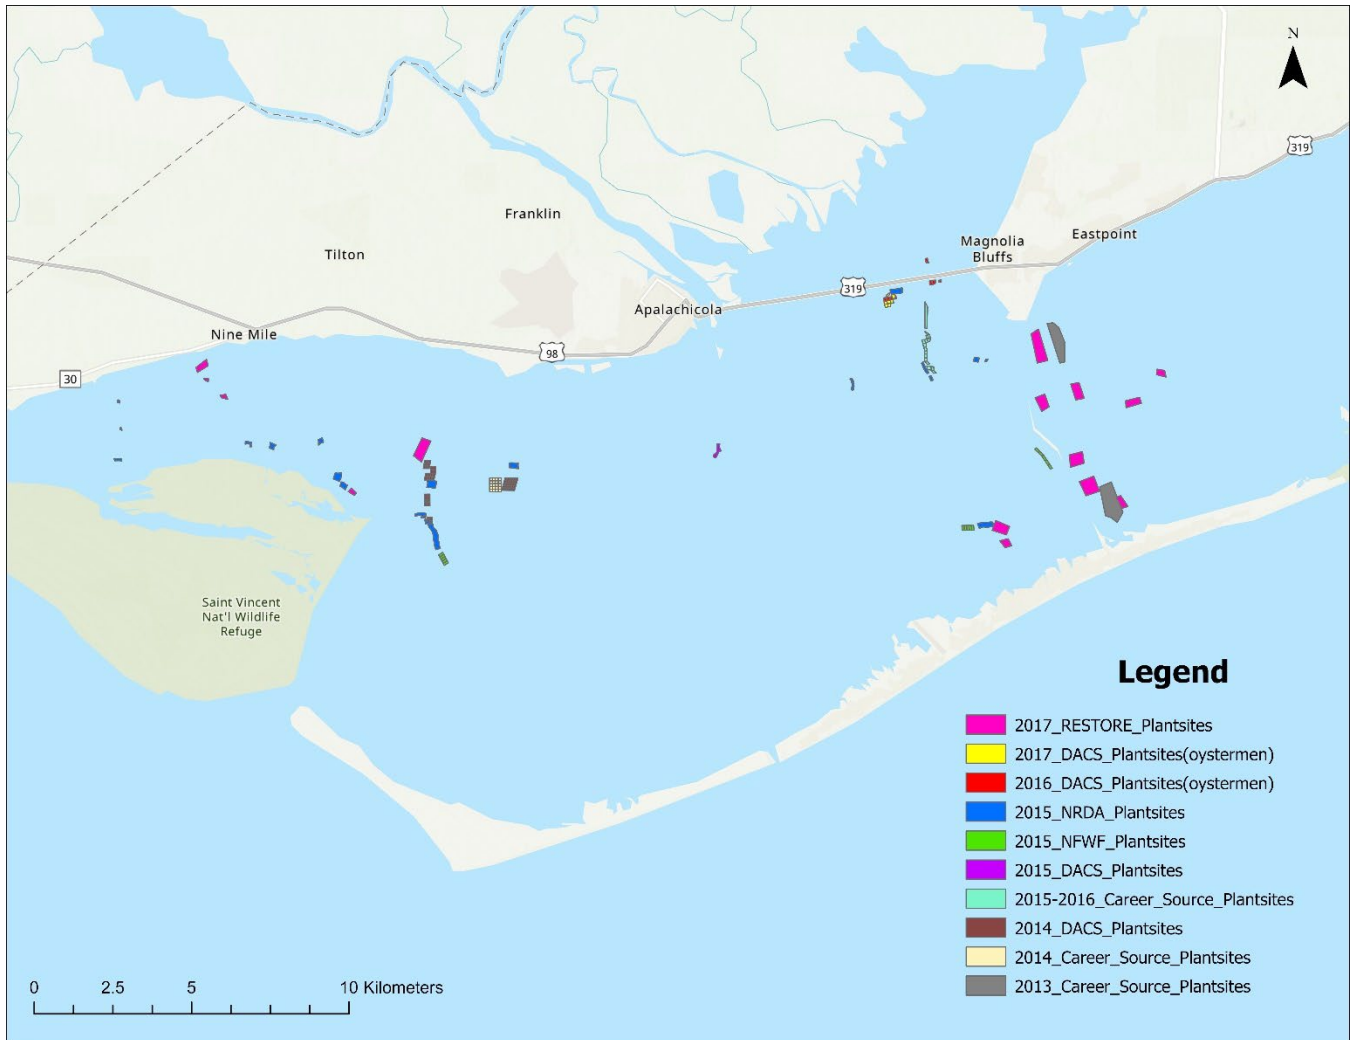 N
319
Franklin
Eastpoint
Magnolia
Bluffs
Tilton
319
Apalachicola
Nine Mile
98
30
Saint Vincent
Nat'l Wildlife
Refuge
Legend
2017_RESTORE_Plantsites
2017_DACS_Plantsites(oystermen)
2016_DACS_Plantsites(oystermen)
2015_NRDA_Plantsites
2015_NFWF_Plantsites
2015_DACS_Plantsites
2015-2016_Career_Source_Plantsites
2014_DACS_Plantsites
2014_Career_Source_Plantsites
2013_Career_Source_Plantsites
0 2.5 5 10 Kilometers